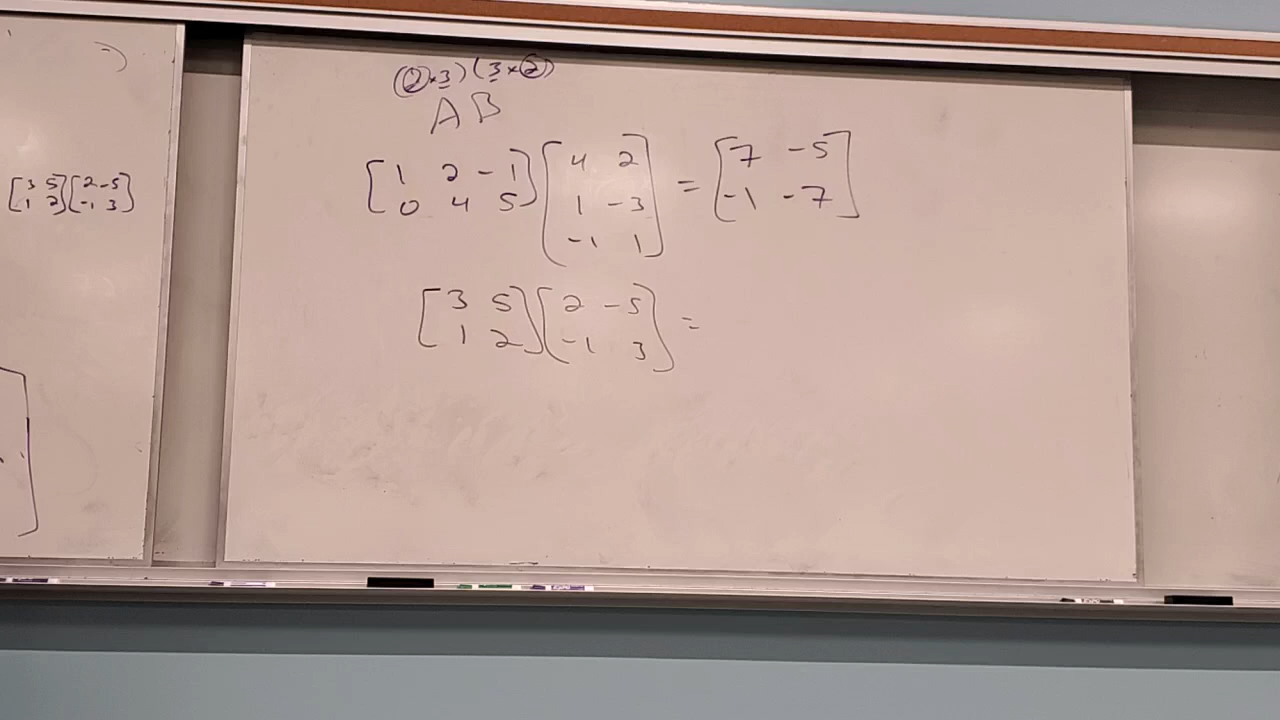 [3 5] [2 -5]
[1 2] [-1 3]
(2×3)(3×2)
A B
[1 2 -1] [4 2] = [7 -5]
[0 4 5] [1 -3] [-1 -7]
[-1 1]
[3 5] [2 -5] =
[1 2] [-1 3]